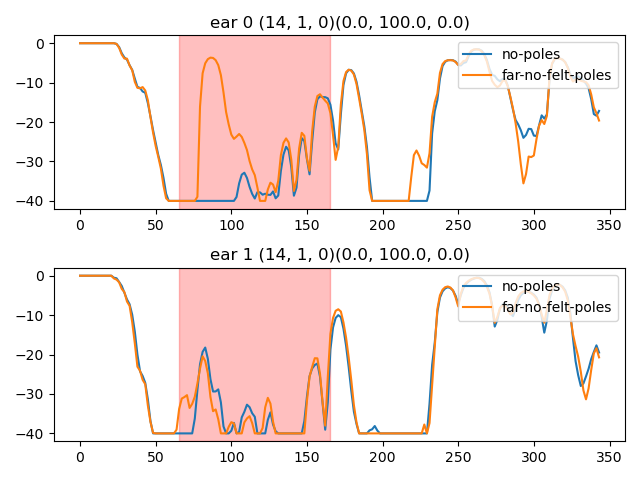 ear 0 (14, 1, 0)(0.0, 100.0, 0.0)
0
−10
−20
−30
−40
no-poles
far-no-felt-poles
0 50 100 150 200 250 300 350
ear 1 (14, 1, 0)(0.0, 100.0, 0.0)
0
−10
−20
−30
−40
no-poles
far-no-felt-poles
0 50 100 150 200 250 300 350